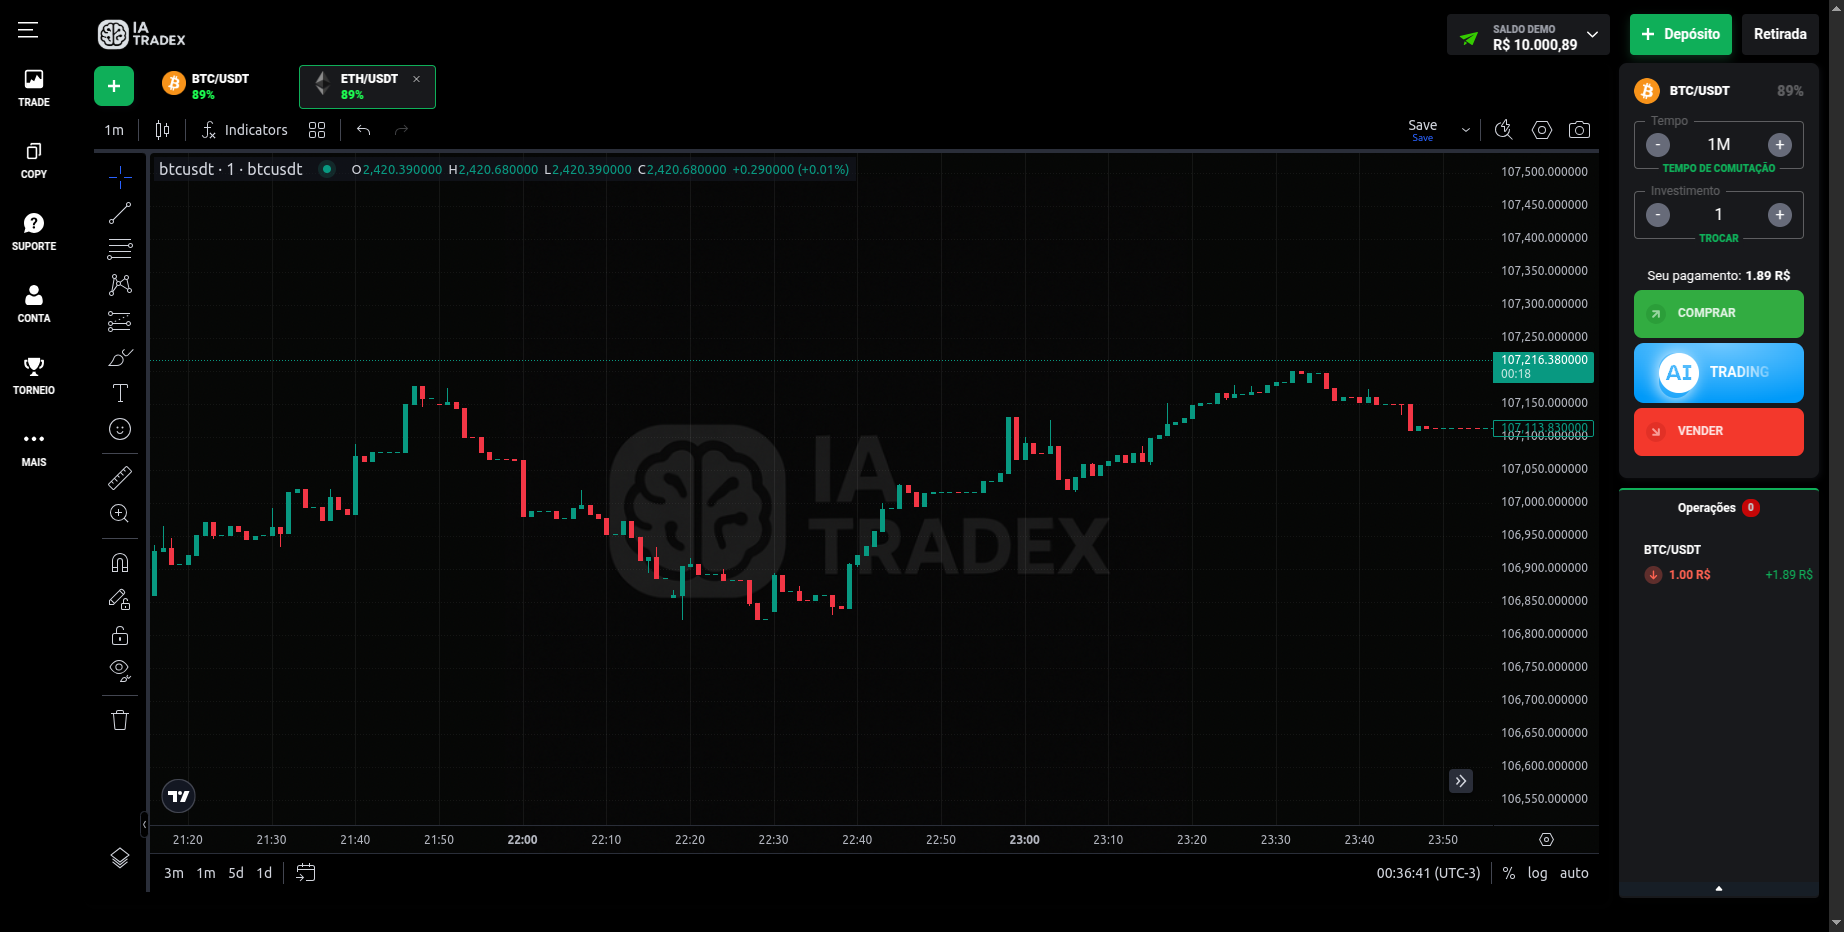 IA
TRADEX
SALDO DEMO
R$ 10.000,89
Depósito
Retirada
TRADE
COPY
SUPORTE
CONTA
TORNEIO
MAIS
BTC/USDT
89%
ETH/USDT
89%
1m
Indicators
Save
Save
btcusdt · 1 · btcusdt
O2,420.390000 H2,420.680000 L2,420.390000 C2,420.680000 +0.290000 (+0.01%)
IA
TRADEX
107,500.000000
107,450.000000
107,400.000000
107,350.000000
107,300.000000
107,250.000000
107,216.380000
00:18
107,150.000000
107,113.830000
107,100.000000
107,050.000000
107,000.000000
106,950.000000
106,900.000000
106,850.000000
106,800.000000
106,750.000000
106,700.000000
106,650.000000
106,600.000000
106,550.000000
21:20 21:30 21:40 21:50 22:00 22:10 22:20 22:30 22:40 22:50 23:00 23:10 23:20 23:30 23:40 23:50
3m 1m 5d 1d
00:36:41 (UTC-3) % log auto
BTC/USDT 89%
Tempo
- 1M +
TEMPO DE COMUTAÇÃO
Investimento
- 1 +
TROCAR
Seu pagamento: 1.89 R$
COMPRAR
AI TRADING
VENDER
Operações 0
BTC/USDT
1.00 R$ +1.89 R$